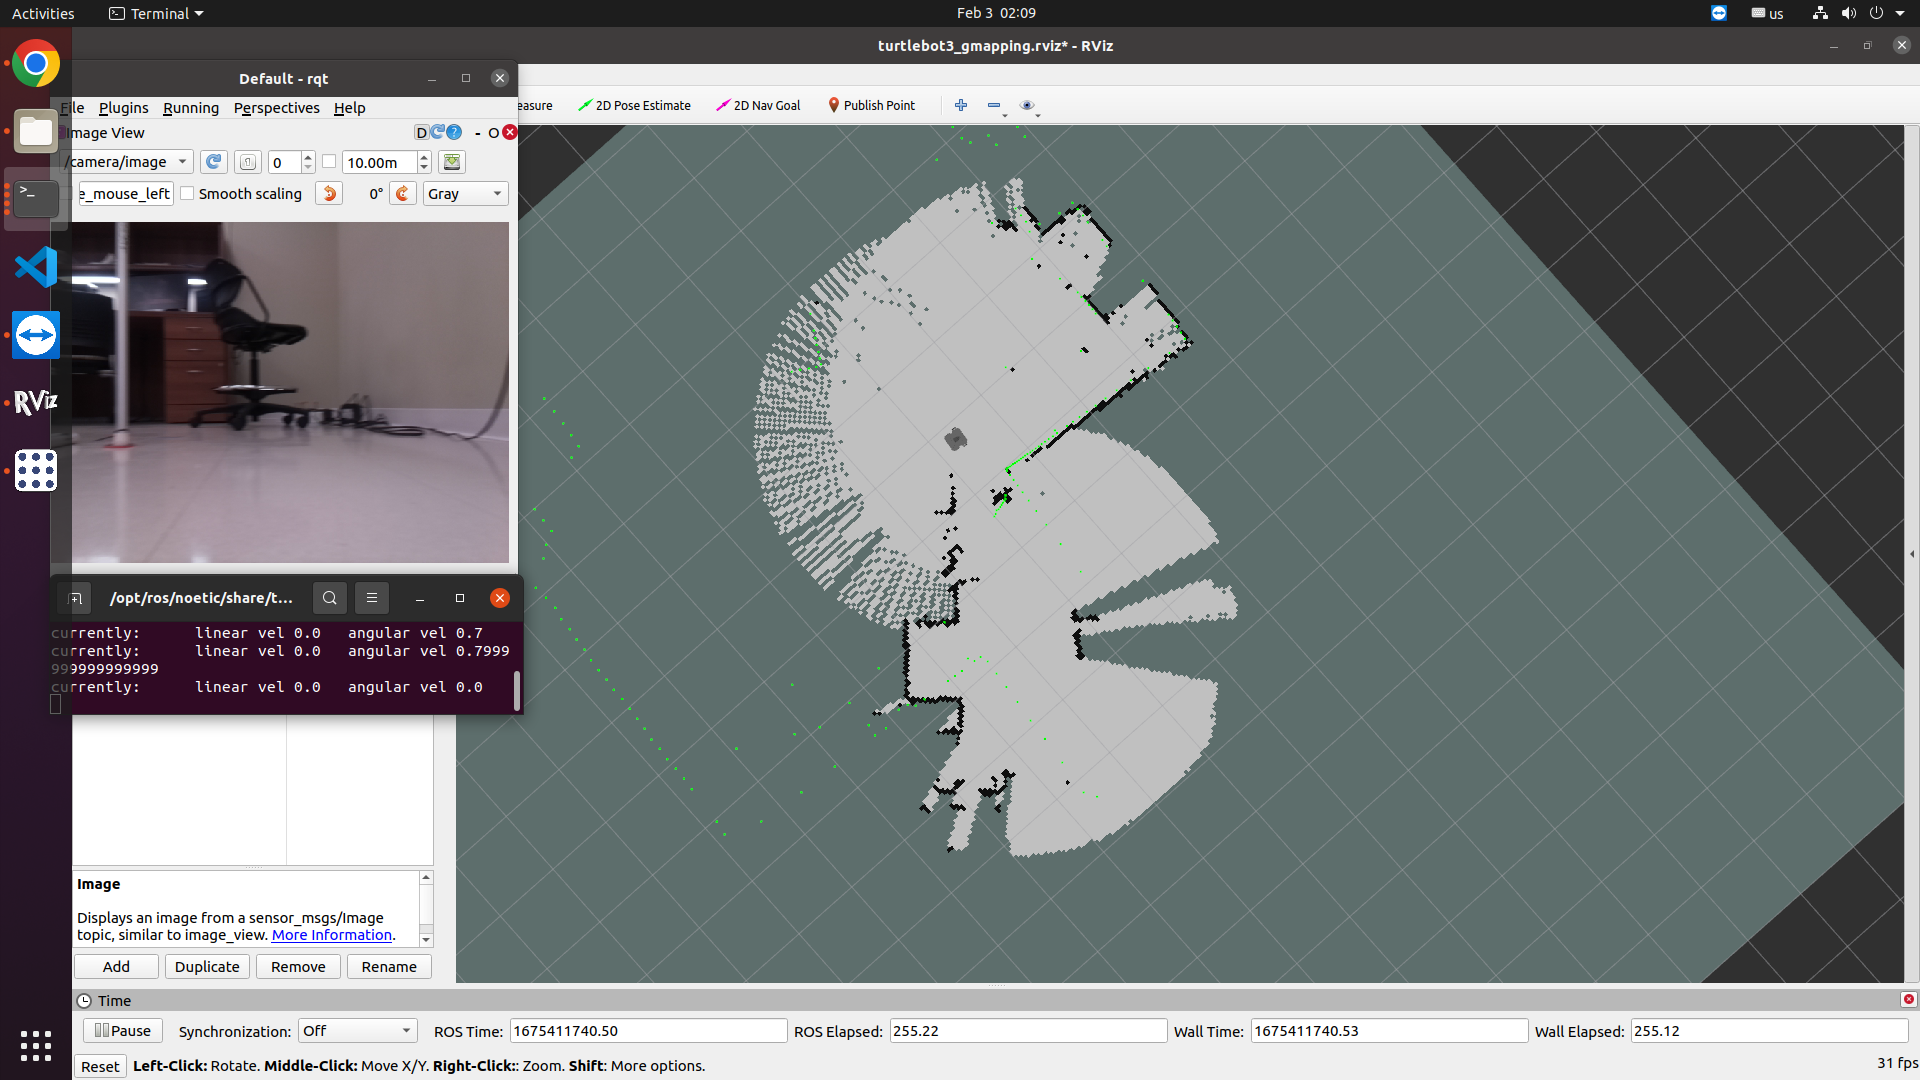 Activities Terminal Feb 3 02:09 us
turtlebot3_gmapping.rviz* - RViz
Default - rqt
easure 2D Pose Estimate 2D Nav Goal Publish Point
File Plugins Running Perspectives Help
Image View D ? - O
/camera/image 0 10.00m
e_mouse_left Smooth scaling 0° Gray
RViz
/opt/ros/noetic/share/t...
currently: linear vel 0.0 angular vel 0.7
currently: linear vel 0.0 angular vel 0.7999
999999999999
currently: linear vel 0.0 angular vel 0.0
Image
Displays an image from a sensor_msgs/Image
topic, similar to image_view. More Information.
Add Duplicate Remove Rename
Time
Pause Synchronization: Off ROS Time: 1675411740.50 ROS Elapsed: 255.22 Wall Time: 1675411740.53 Wall Elapsed: 255.12
Reset Left-Click: Rotate. Middle-Click: Move X/Y. Right-Click:: Zoom. Shift: More options. 31 fps